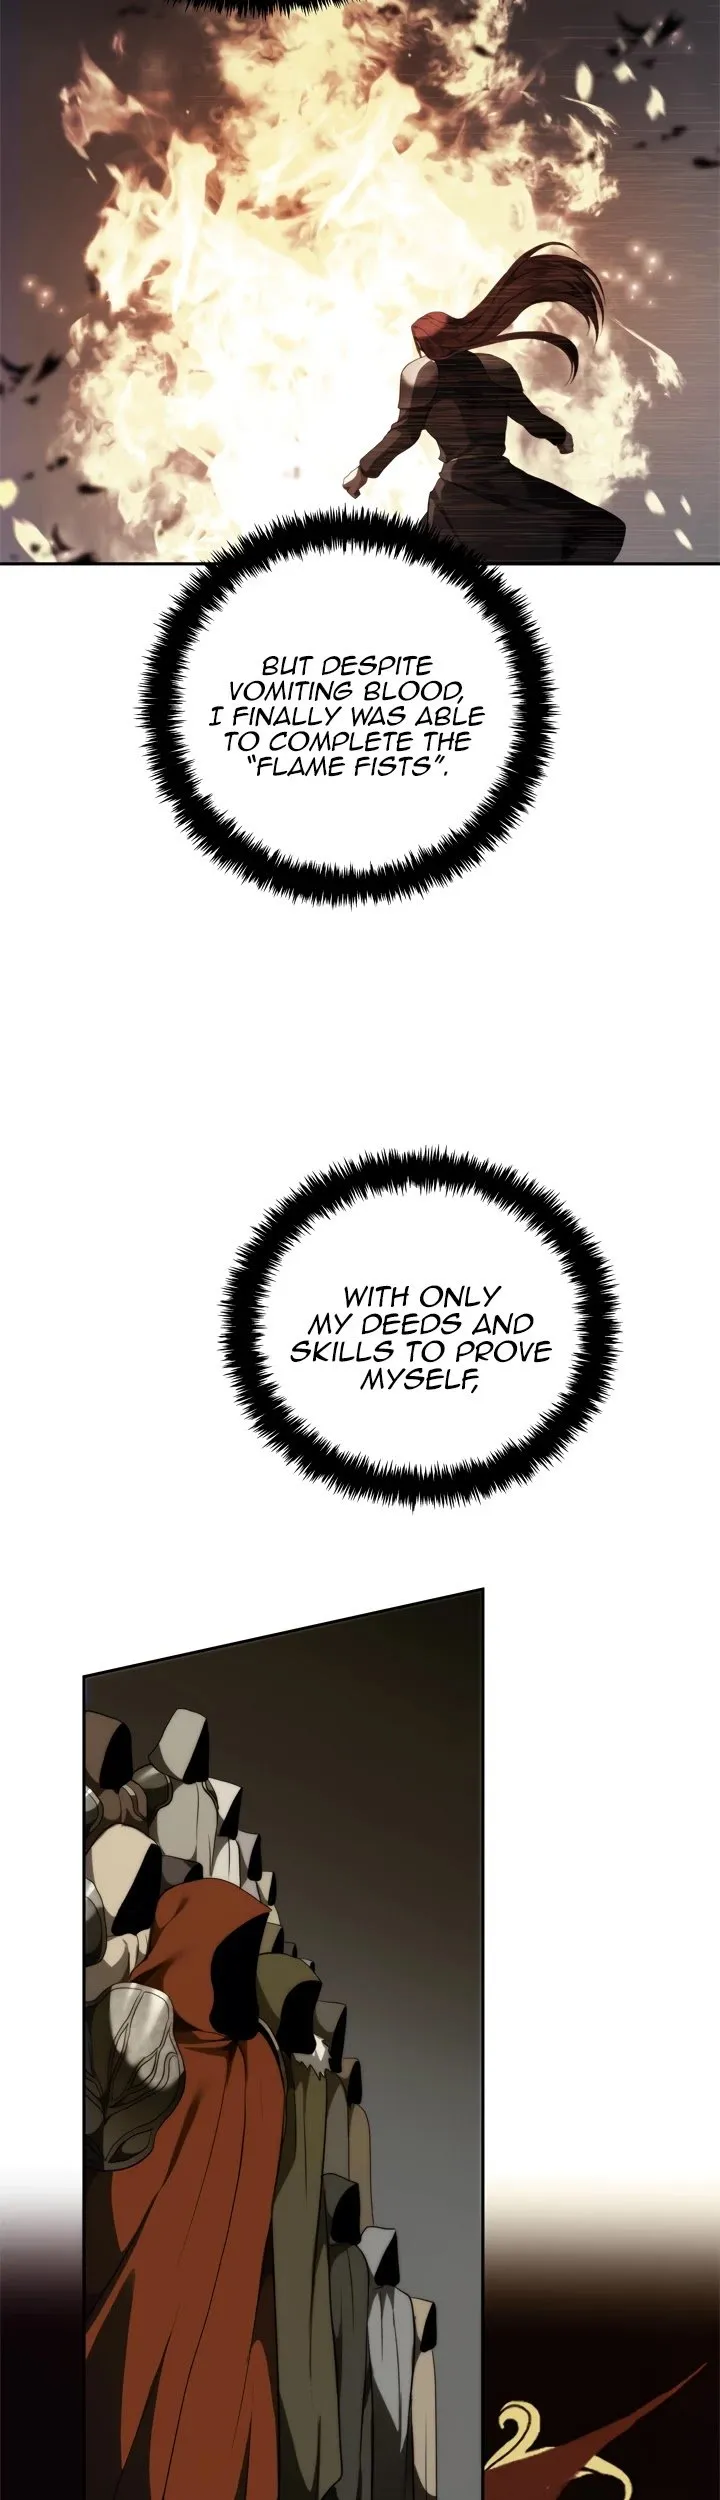 BUT DESPITE
VOMITING BLOOD,
I FINALLY WAS ABLE
TO COMPLETE THE
"FLAME FISTS".
WITH ONLY
MY DEEDS AND
SKILLS TO PROVE
MYSELF,